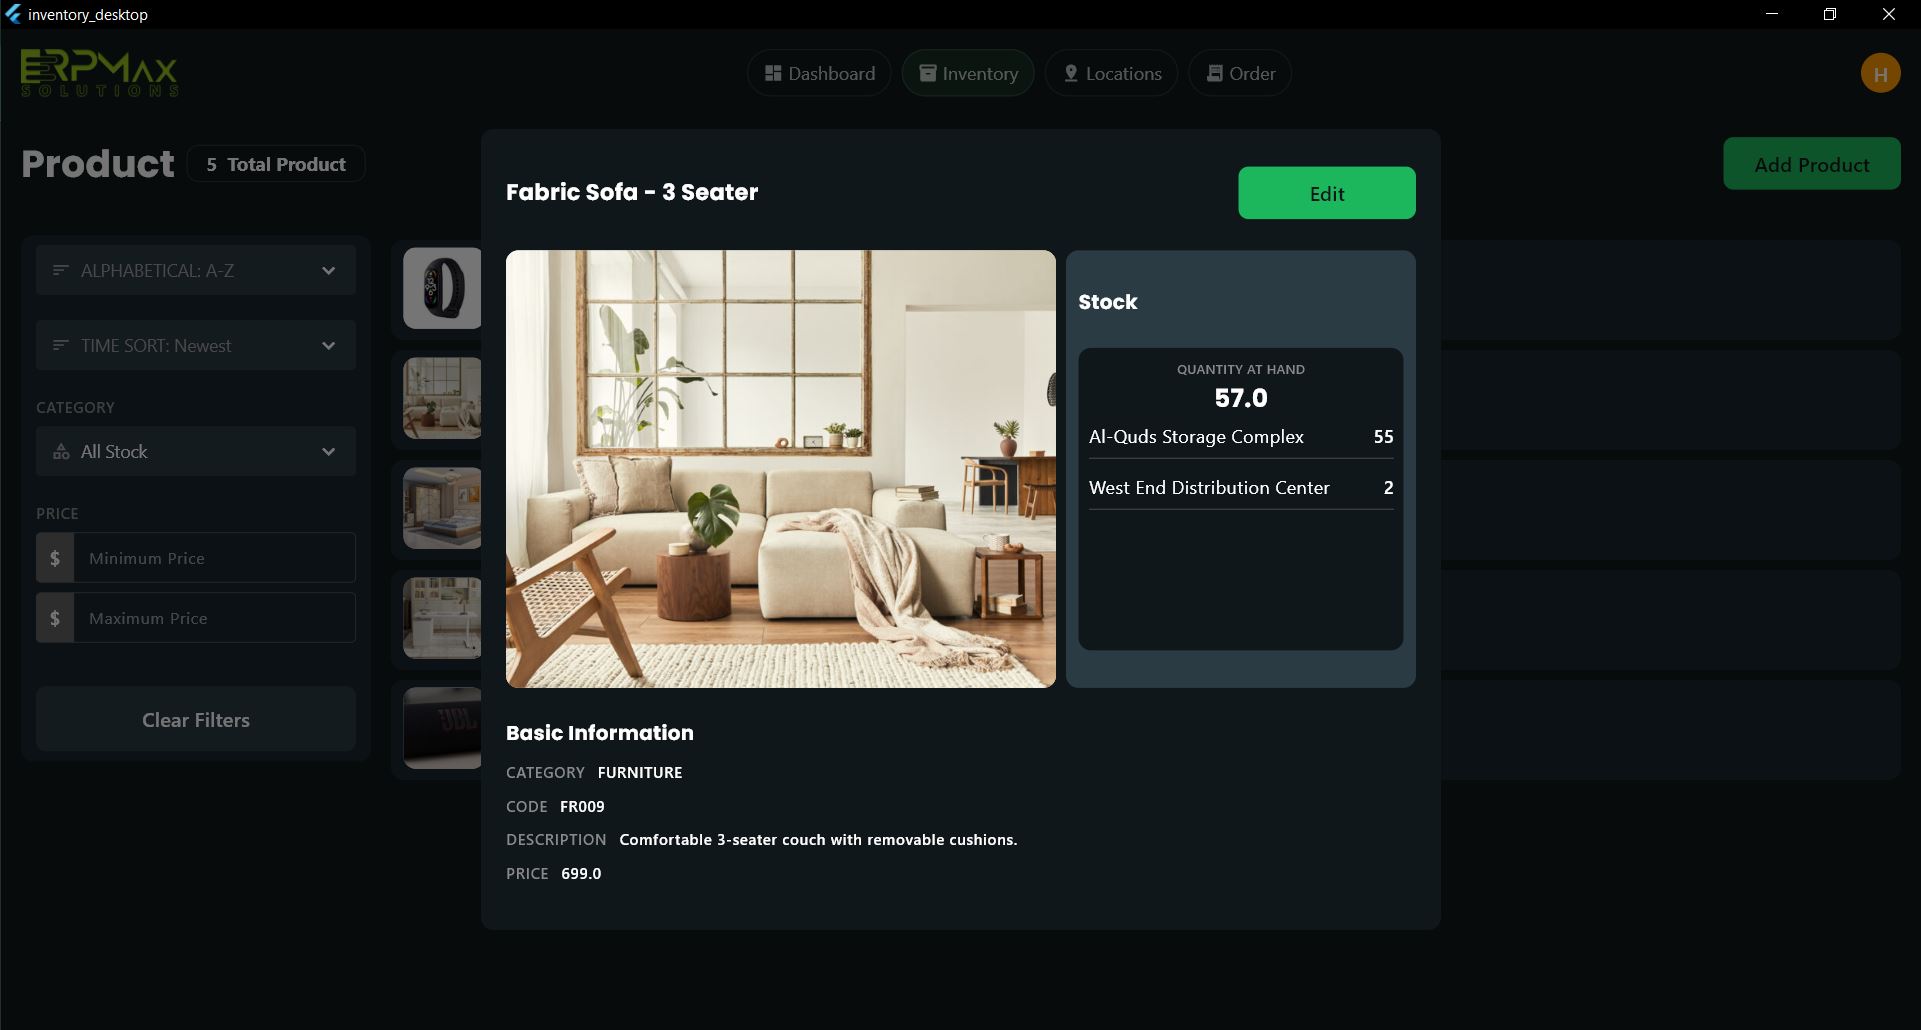 inventory_desktop
ERPMAX
SOLUTIONS
Dashboard
Inventory
Locations
Order
H
Product
5 Total Product
Add Product
ALPHABETICAL: A-Z
TIME SORT: Newest
CATEGORY
All Stock
PRICE
$ Minimum Price
$ Maximum Price
Clear Filters
JBL
Fabric Sofa - 3 Seater
Edit
Stock
QUANTITY AT HAND
57.0
Al-Quds Storage Complex 55
West End Distribution Center 2
Basic Information
CATEGORY FURNITURE
CODE FR009
DESCRIPTION Comfortable 3-seater couch with removable cushions.
PRICE 699.0